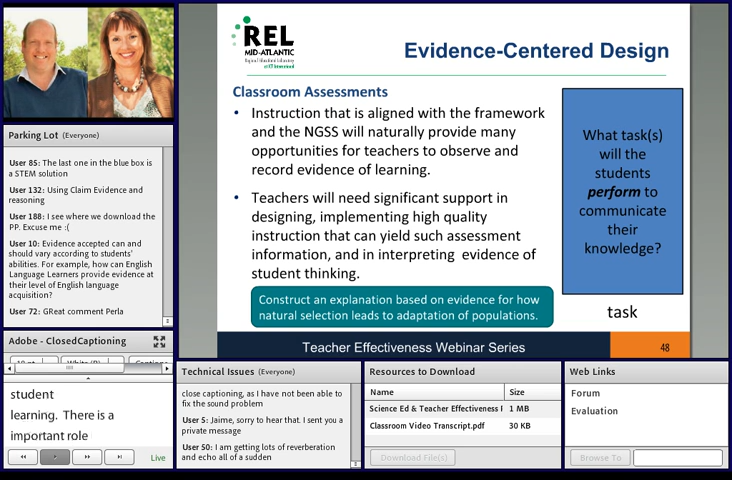 REL
MID-ATLANTIC
Regional Educational Laboratory
Evidence-Centered Design
Classroom Assessments
• Instruction that is aligned with the framework
and the NGSS will naturally provide many
opportunities for teachers to observe and
record evidence of learning.
• Teachers will need significant support in
designing, implementing high quality
instruction that can yield such assessment
information, and in interpreting evidence of
student thinking.
Construct an explanation based on evidence for how
natural selection leads to adaptation of populations.
What task(s)
will the
students
perform to
communicate
their
knowledge?
task
Teacher Effectiveness Webinar Series
48
Parking Lot (Everyone)
User 85: The last one in the blue box is
a STEM solution
User 132: Using Claim Evidence and
reasoning
User 188: I see where we download the
PP. Excuse me :(
User 10: Evidence accepted can and
should vary according to students'
abilities. For example, how can English
Language Learners provide evidence at
their level of English language
acquisition?
User 72: GReat comment Perla
Adobe - ClosedCaptioning
student
learning. There is a
important role
Live
Technical Issues (Everyone)
close captioning, as I have not been able to
fix the sound problem
User 5: Jaime, sorry to hear that. I sent you a
private message
User 50: I am getting lots of reverberation
and echo all of a sudden
Resources to Download
Name Size
Science Ed & Teacher Effectiveness 1 MB
Classroom Video Transcript.pdf 30 KB
Download File(s)
Web Links
Forum
Evaluation
Browse To